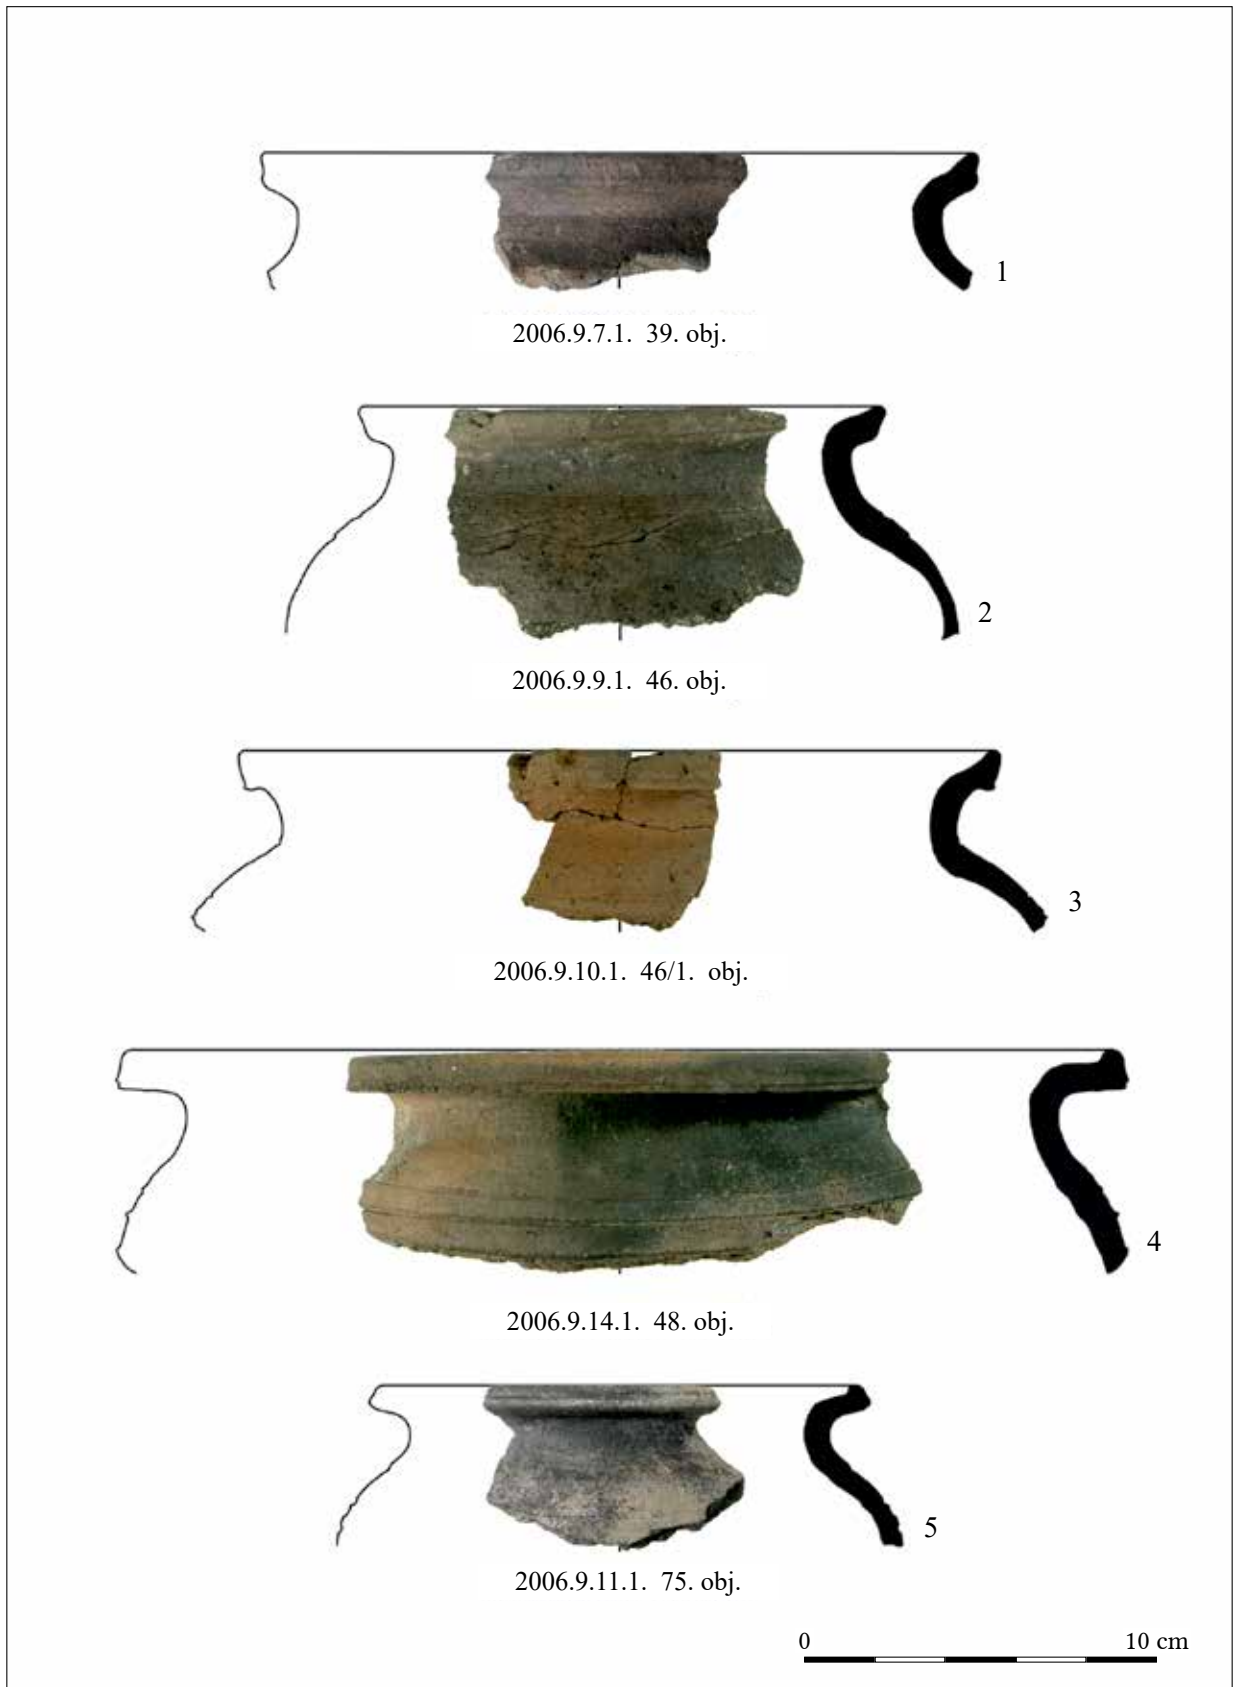 1
2006.9.7.1. 39. obj.
2
2006.9.9.1. 46. obj.
3
2006.9.10.1. 46/1. obj.
4
2006.9.14.1. 48. obj.
5
2006.9.11.1. 75. obj.
0 10 cm